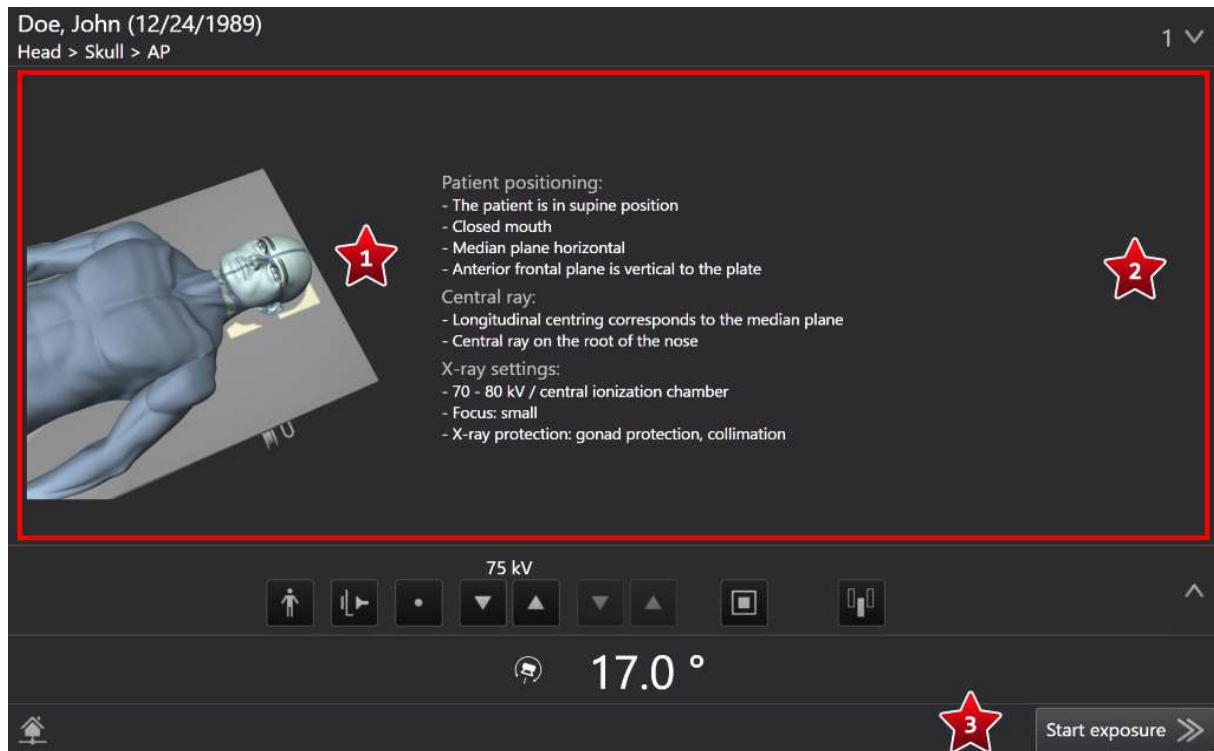 Doe, John (12/24/1989)
Head > Skull > AP
1
Patient positioning:
- The patient is in supine position
- Closed mouth
- Median plane horizontal
- Anterior frontal plane is vertical to the plate
Central ray:
- Longitudinal centring corresponds to the median plane
- Central ray on the root of the nose
X-ray settings:
- 70 - 80 kV / central ionization chamber
- Focus: small
- X-ray protection: gonad protection, collimation
1
2
75 kV
17.0 °
3
Start exposure